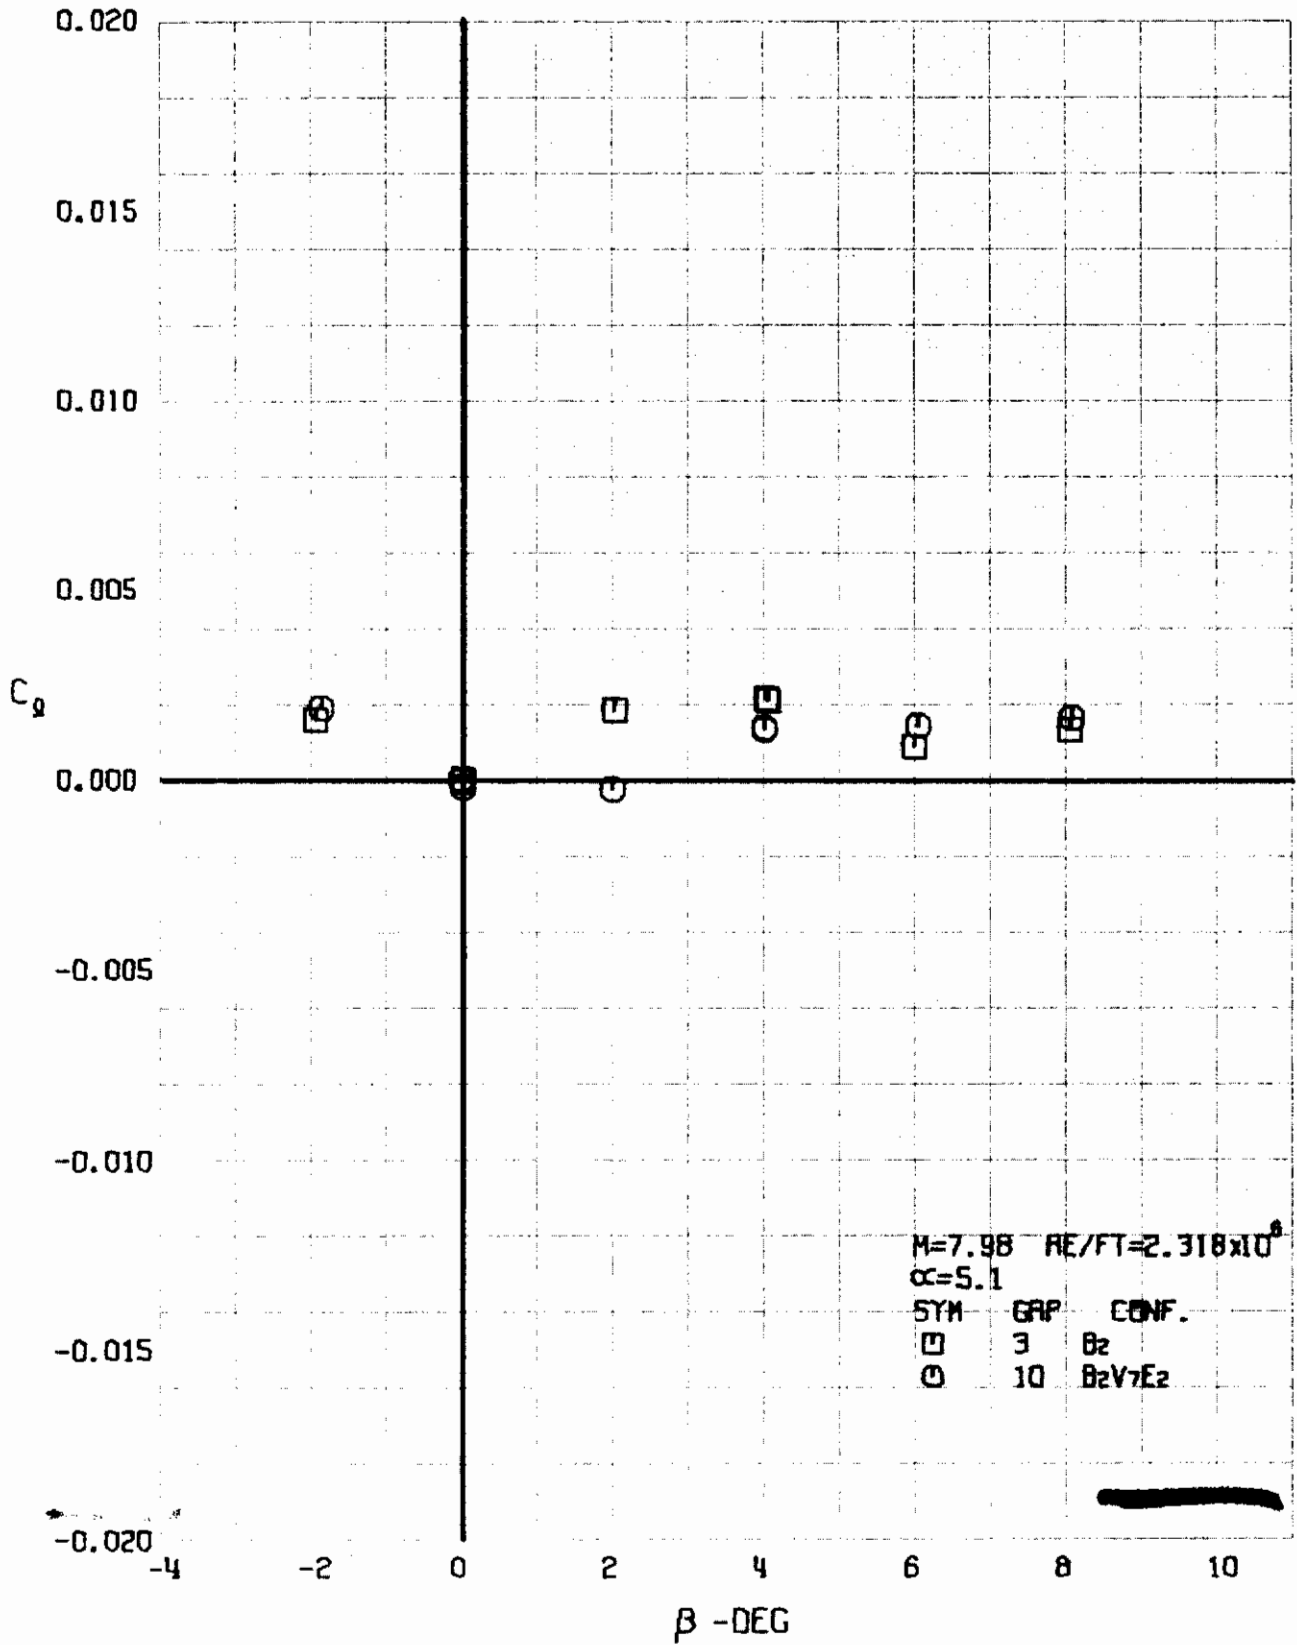 0.020
0.015
0.010
0.005
C_ℓ
0.000
-0.005
-0.010
-0.015
-0.020
-4 -2 0 2 4 6 8 10
β -DEG
M=7.98 RE/FT=2.318x10⁶
α=5.1
SYM GRP CONF.
3 B2
10 B2V7E2